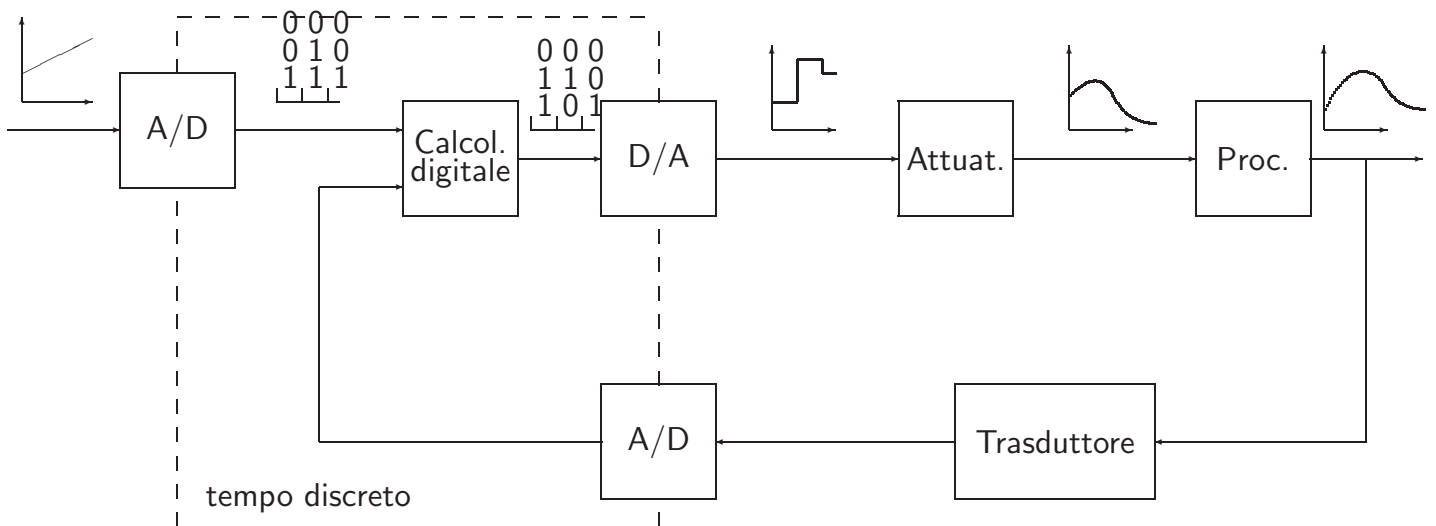 0 0 0
0 1 0
1 1 1
0 0 0
1 1 0
1 0 1
A/D
Calcol.
digitale
D/A
Attuat.
Proc.
A/D
Trasduttore
tempo discreto